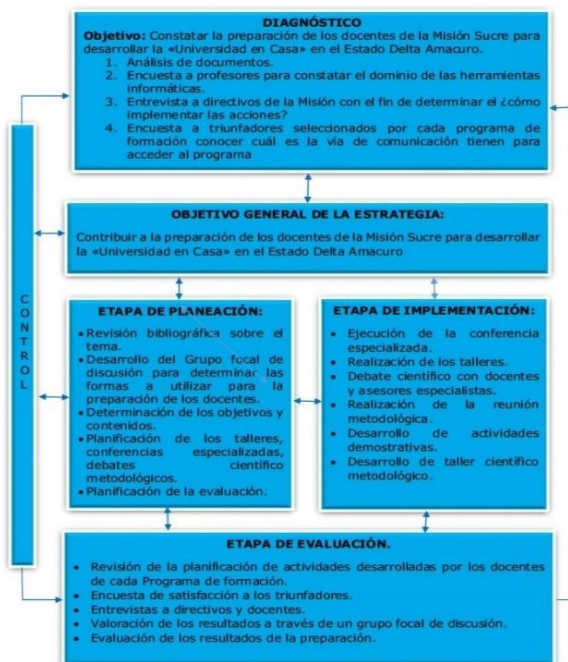 DIAGNÓSTICO
Objetivo: Constatar la preparación de los docentes de la Misión Sucre para
desarrollar la «Universidad en Casa» en el Estado Delta Amacuro.
1. Análisis de documentos.
2. Encuesta a profesores para constatar el dominio de las herramientas
informáticas.
3. Entrevista a directivos de la Misión con el fin de determinar el ¿cómo
implementar las acciones?
4. Encuesta a triunfadores seleccionados por cada programa de
formación conocer cuál es la vía de comunicación tienen para
acceder al programa
CONTROL
OBJETIVO GENERAL DE LA ESTRATEGIA:
Contribuir a la preparación de los docentes de la Misión Sucre para desarrollar
la «Universidad en Casa» en el Estado Delta Amacuro
ETAPA DE PLANEACIÓN:
• Revisión bibliográfica sobre el
tema.
• Desarrollo del Grupo focal de
discusión para determinar las
formas a utilizar para la
preparación de los docentes.
• Determinación de los objetivos y
contenidos.
• Planificación de los talleres,
conferencias especializadas,
debates científico
metodológicos.
• Planificación de la evaluación.
ETAPA DE IMPLEMENTACIÓN:
• Ejecución de la conferencia
especializada.
• Realización de los talleres.
• Debate científico con docentes
y asesores especialistas.
• Realización de la reunión
metodológica.
• Desarrollo de actividades
demostrativas.
• Desarrollo de taller científico
metodológico.
ETAPA DE EVALUACIÓN.
• Revisión de la planificación de actividades desarrolladas por los docentes
de cada Programa de formación.
• Encuesta de satisfacción a los triunfadores.
• Entrevistas a directivos y docentes.
• Valoración de los resultados a través de un grupo focal de discusión.
• Evaluación de los resultados de la preparación.